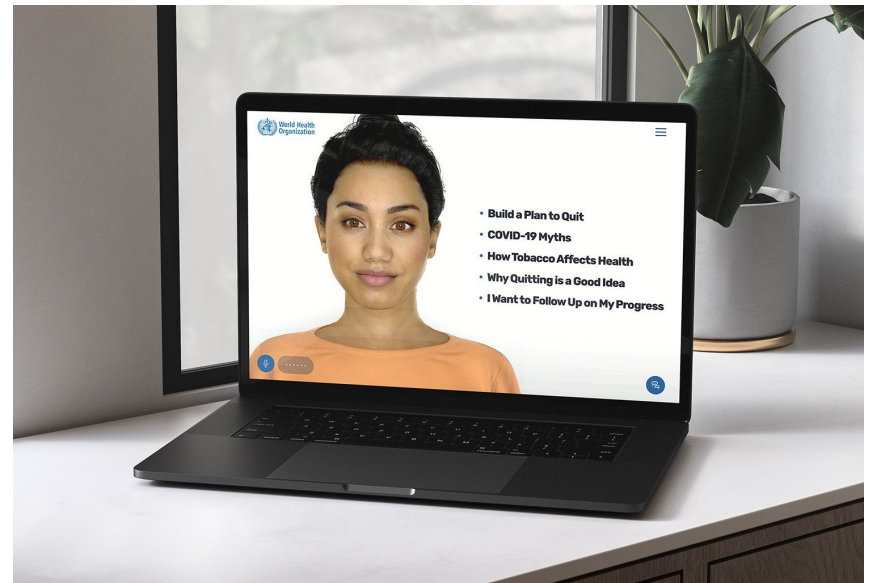 World Health
Organization
• Build a Plan to Quit
• COVID-19 Myths
• How Tobacco Affects Health
• Why Quitting is a Good Idea
• I Want to Follow Up on My Progress